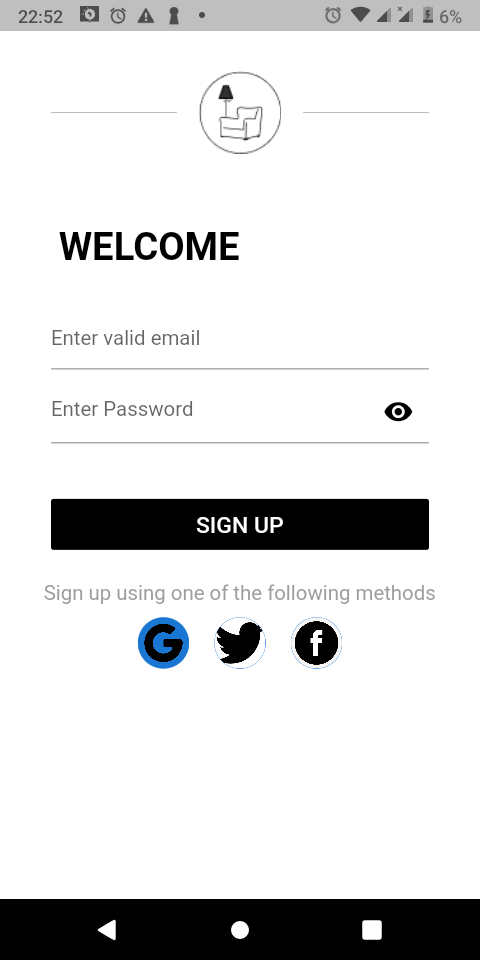 22:52
6%
WELCOME
Enter valid email
Enter Password
SIGN UP
Sign up using one of the following methods